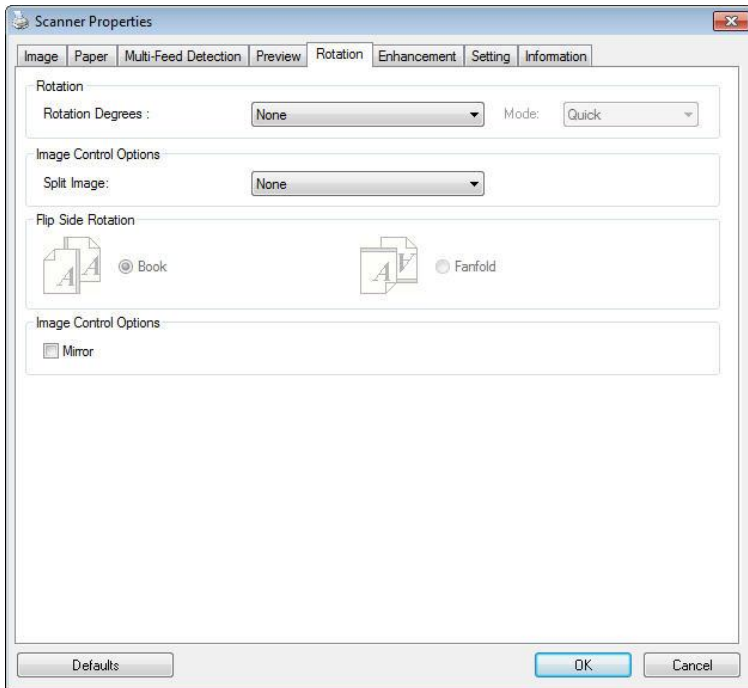 Scanner Properties
Image Paper Multi-Feed Detection Preview Rotation Enhancement Setting Information
Rotation
Rotation Degrees : None Mode: Quick
Image Control Options
Split Image: None
Flip Side Rotation
A A Book A A Fanfold
Image Control Options
Mirror
Defaults OK Cancel